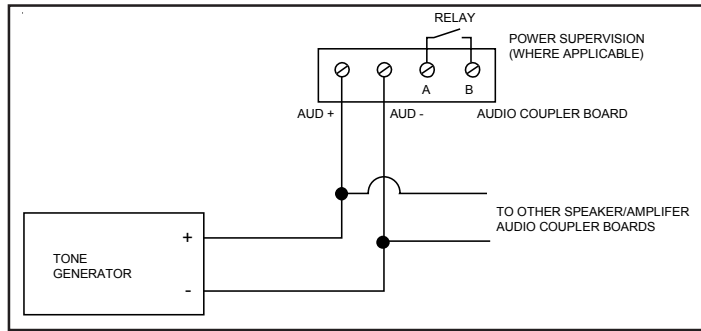 RELAY
POWER SUPERVISION
(WHERE APPLICABLE)
A B
AUD + AUD - AUDIO COUPLER BOARD
TO OTHER SPEAKER/AMPLIFER
AUDIO COUPLER BOARDS
+
TONE
GENERATOR
-